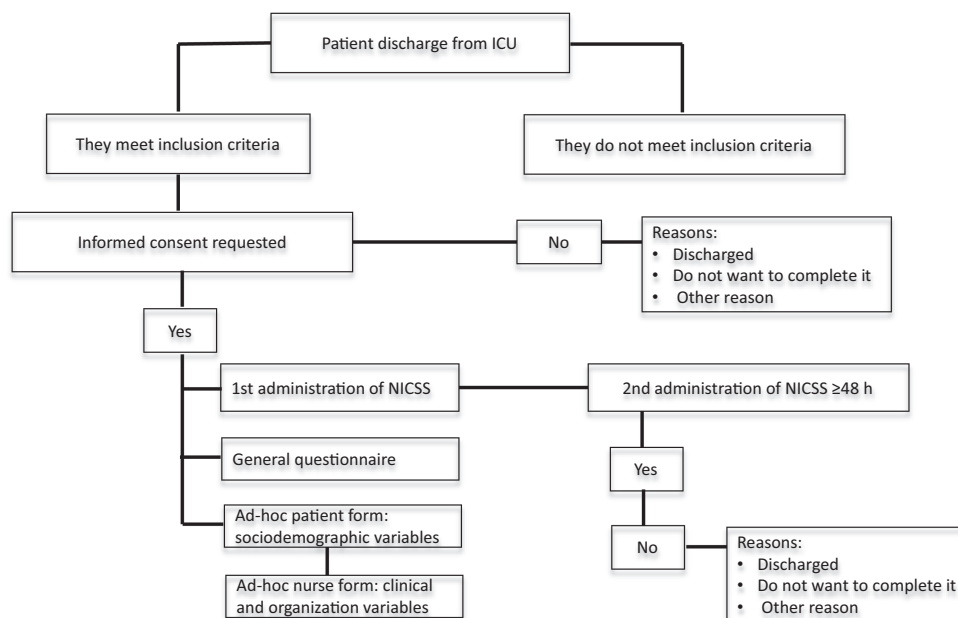 Patient discharge from ICU
They meet inclusion criteria
They do not meet inclusion criteria
Informed consent requested
No
Reasons:
• Discharged
• Do not want to complete it
• Other reason
Yes
1st administration of NICSS
2nd administration of NICSS ≥48 h
General questionnaire
Yes
Ad-hoc patient form:
sociodemographic variables
No
Reasons:
• Discharged
• Do not want to complete it
• Other reason
Ad-hoc nurse form: clinical
and organization variables